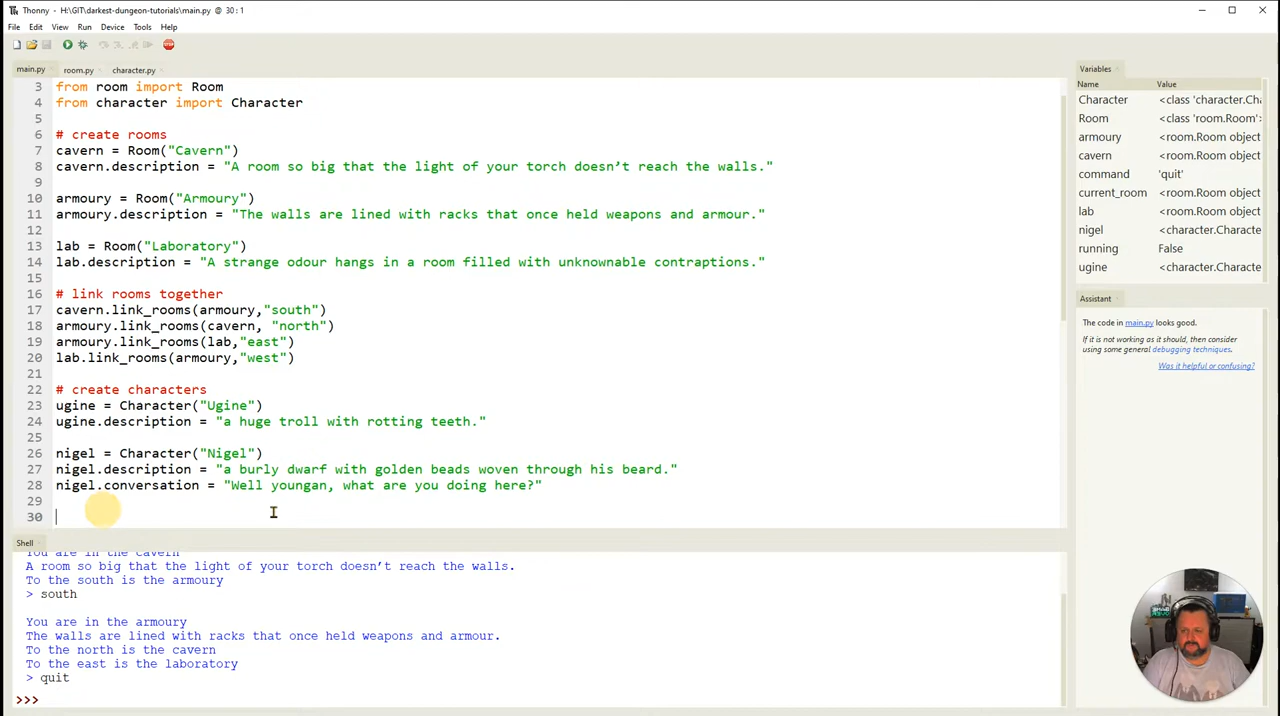 Thonny - H:\GIT\darkest-dungeon-tutorials\main.py @ 30 : 1
File Edit View Run Device Tools Help
STOP
main.py room.py character.py
3 from room import Room
4 from character import Character
5
6 # create rooms
7 cavern = Room("Cavern")
8 cavern.description = "A room so big that the light of your torch doesn’t reach the walls."
9
10 armoury = Room("Armoury")
11 armoury.description = "The walls are lined with racks that once held weapons and armour."
12
13 lab = Room("Laboratory")
14 lab.description = "A strange odour hangs in a room filled with unknownable contraptions."
15
16 # link rooms together
17 cavern.link_rooms(armoury,"south")
18 armoury.link_rooms(cavern, "north")
19 armoury.link_rooms(lab,"east")
20 lab.link_rooms(armoury,"west")
21
22 # create characters
23 ugine = Character("Ugine")
24 ugine.description = "a huge troll with rotting teeth."
25
26 nigel = Character("Nigel")
27 nigel.description = "a burly dwarf with golden beads woven through his beard."
28 nigel.conversation = "Well youngan, what are you doing here?"
29
30
Shell
You are in the cavern
A room so big that the light of your torch doesn’t reach the walls.
To the south is the armoury
> south
You are in the armoury
The walls are lined with racks that once held weapons and armour.
To the north is the cavern
To the east is the laboratory
> quit
>>>
Variables
Name Value
Character <class 'character.Cha
Room <class 'room.Room'>
armoury <room.Room object
cavern <room.Room object
command 'quit'
current_room <room.Room object
lab <room.Room object
nigel <character.Characte
running False
ugine <character.Characte
Assistant
The code in main.py looks good.
If it is not working as it should, then consider
using some general debugging techniques.
Was it helpful or confusing?